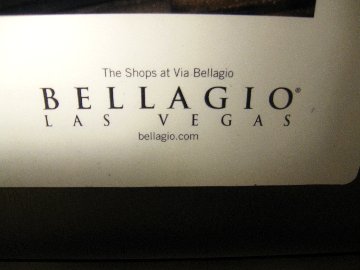 The Shops at Via Bellagio
BELLAGIO®
LAS VEGAS
bellagio.com